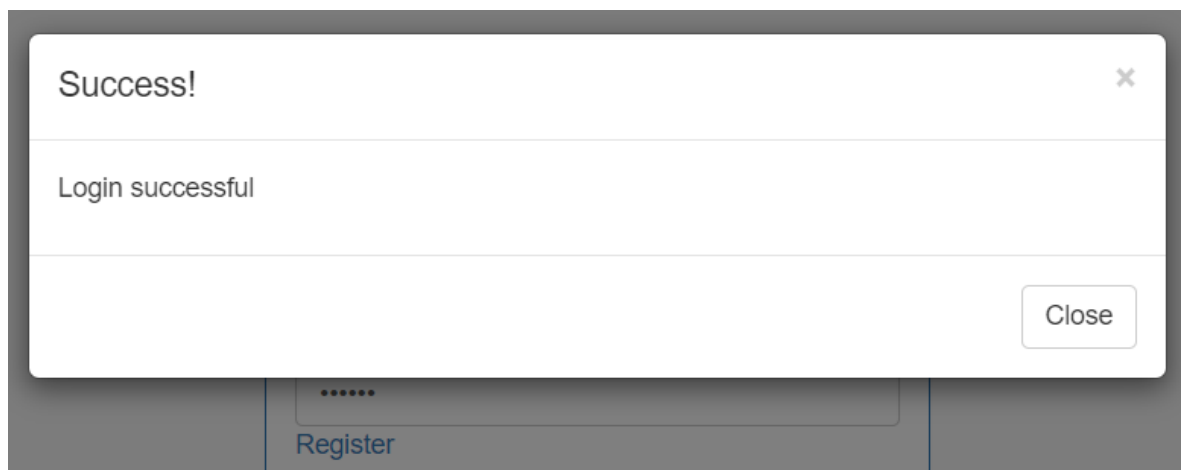 Success!
×
Login successful
Close
••••••
Register